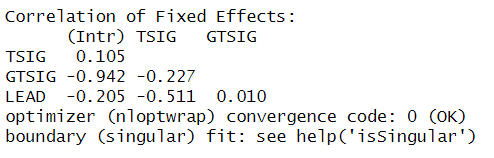 Correlation of Fixed Effects:
      (Intr) TSIG   GTSIG
TSIG   0.105
GTSIG -0.942 -0.227
LEAD  -0.205 -0.511  0.010
optimizer (nloptwrap) convergence code: 0 (OK)
boundary (singular) fit: see help('isSingular')